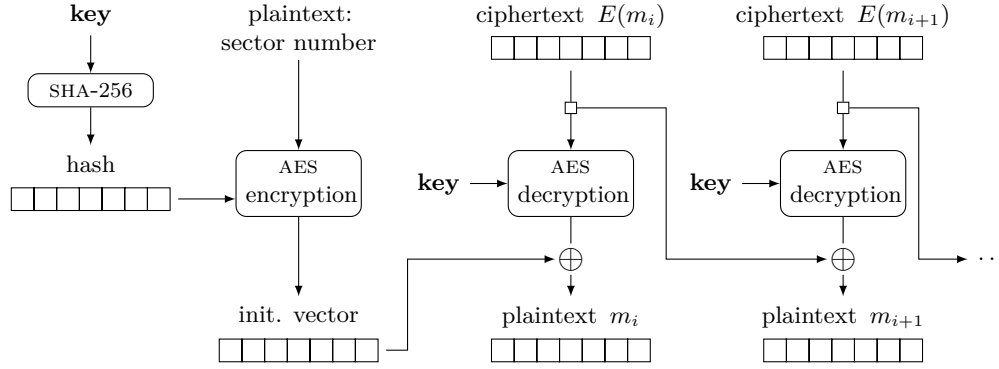 key
SHA-256
hash
plaintext:
sector number
AES
encryption
init. vector
ciphertext E(m_i)
key
AES
decryption
plaintext m_i
ciphertext E(m_{i+1})
key
AES
decryption
plaintext m_{i+1}
··